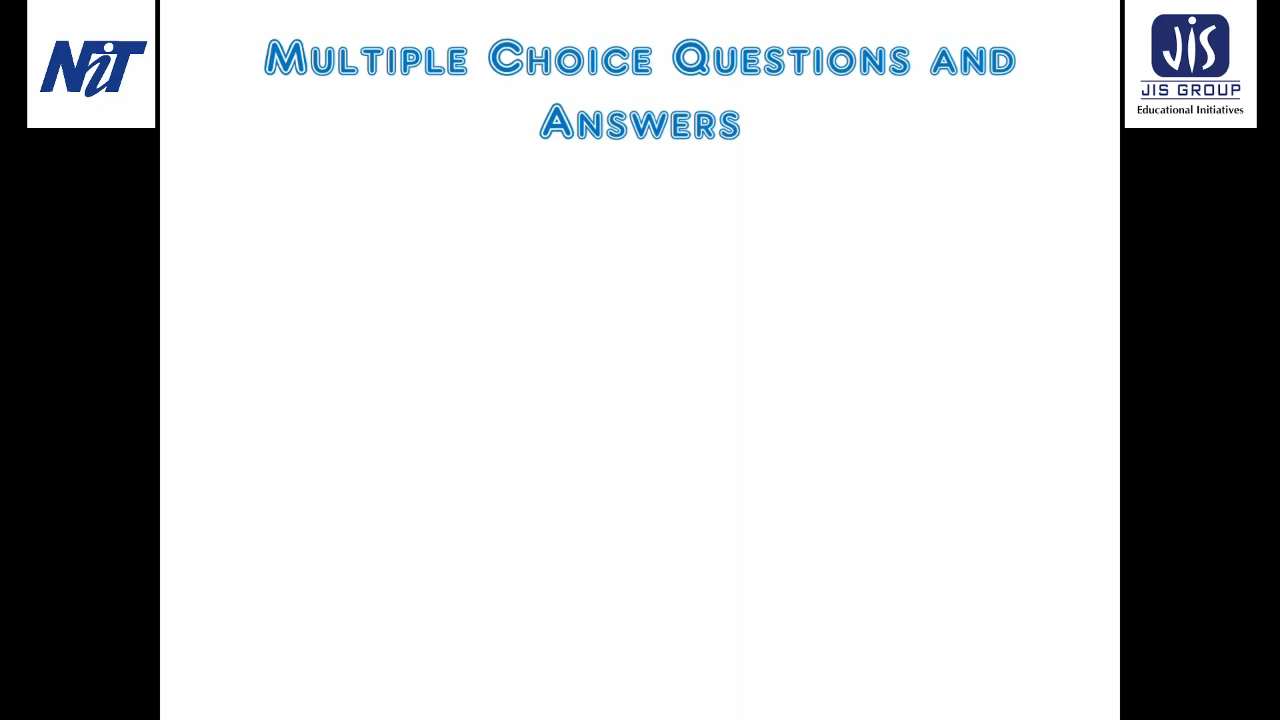 NiT
MULTIPLE CHOICE QUESTIONS AND
ANSWERS
JIS
JIS GROUP
Educational Initiatives